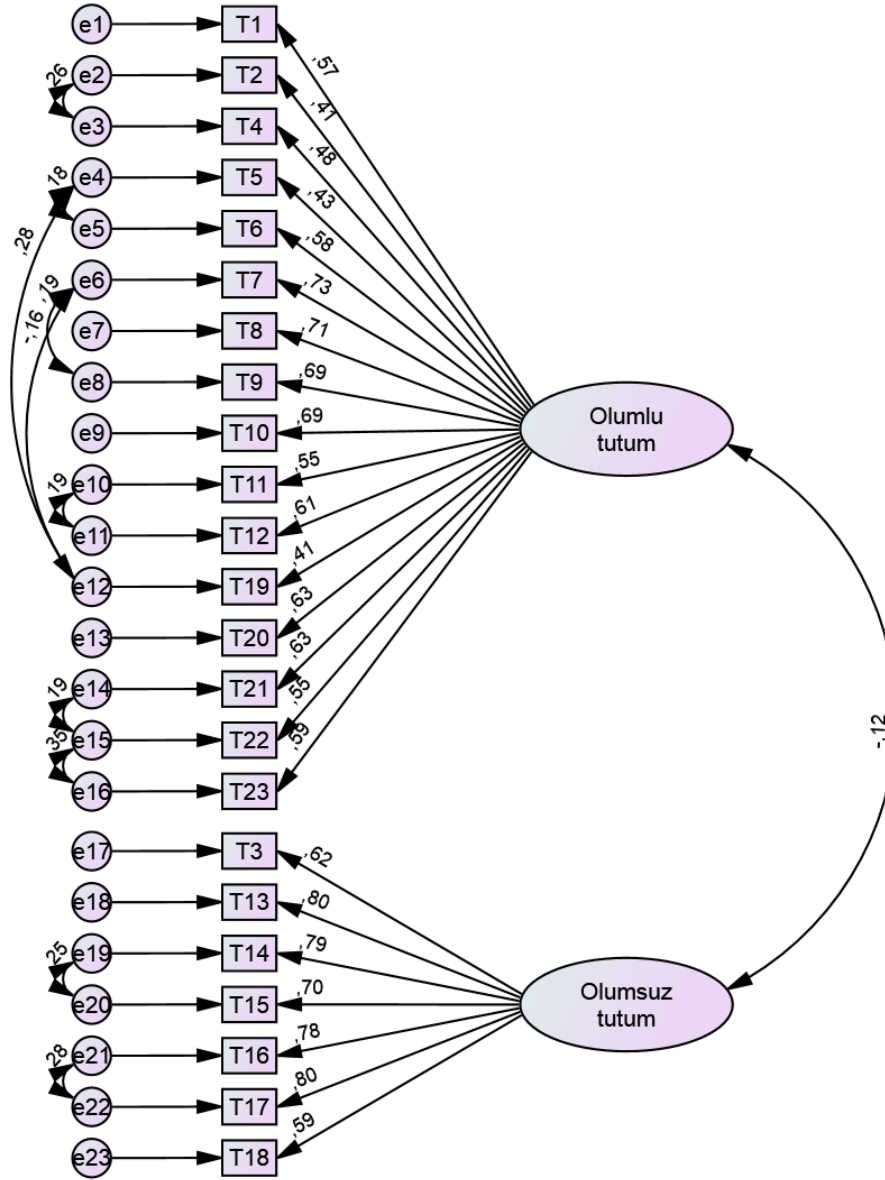 e1 T1 ,57
e2 T2 ,41
26
e3 T4 ,48
e4 T5 ,43
18
e5 T6 ,58
,28
e6 T7 ,73
-,16 ,19
e7 T8 ,71
e8 T9 ,69
e9 T10 ,69
Olumlu
tutum
e10 T11 ,55
19
e11 T12 ,61
e12 T19 ,41
e13 T20 ,63
e14 T21 ,63
19
e15 T22 ,55
35
e16 T23 ,59
-,12
e17 T3 ,62
e18 T13 ,80
e19 T14 ,79
25
e20 T15 ,70
Olumsuz
tutum
e21 T16 ,78
28
e22 T17 ,80
e23 T18 ,59